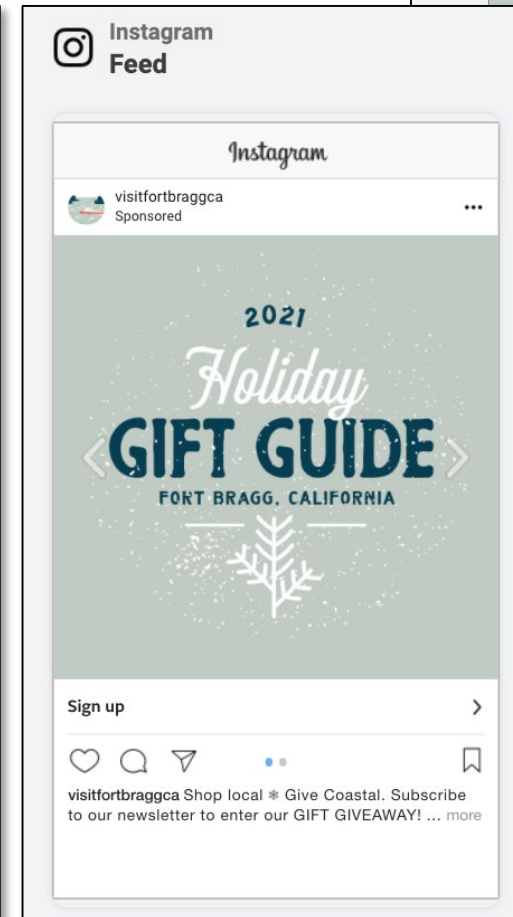 Instagram
Feed
Instagram
visitfortbraggca
Sponsored
2021
Holiday
GIFT GUIDE
FORT BRAGG, CALIFORNIA
Sign up
visitfortbraggca Shop local ❄ Give Coastal. Subscribe
to our newsletter to enter our GIFT GIVEAWAY! ... more